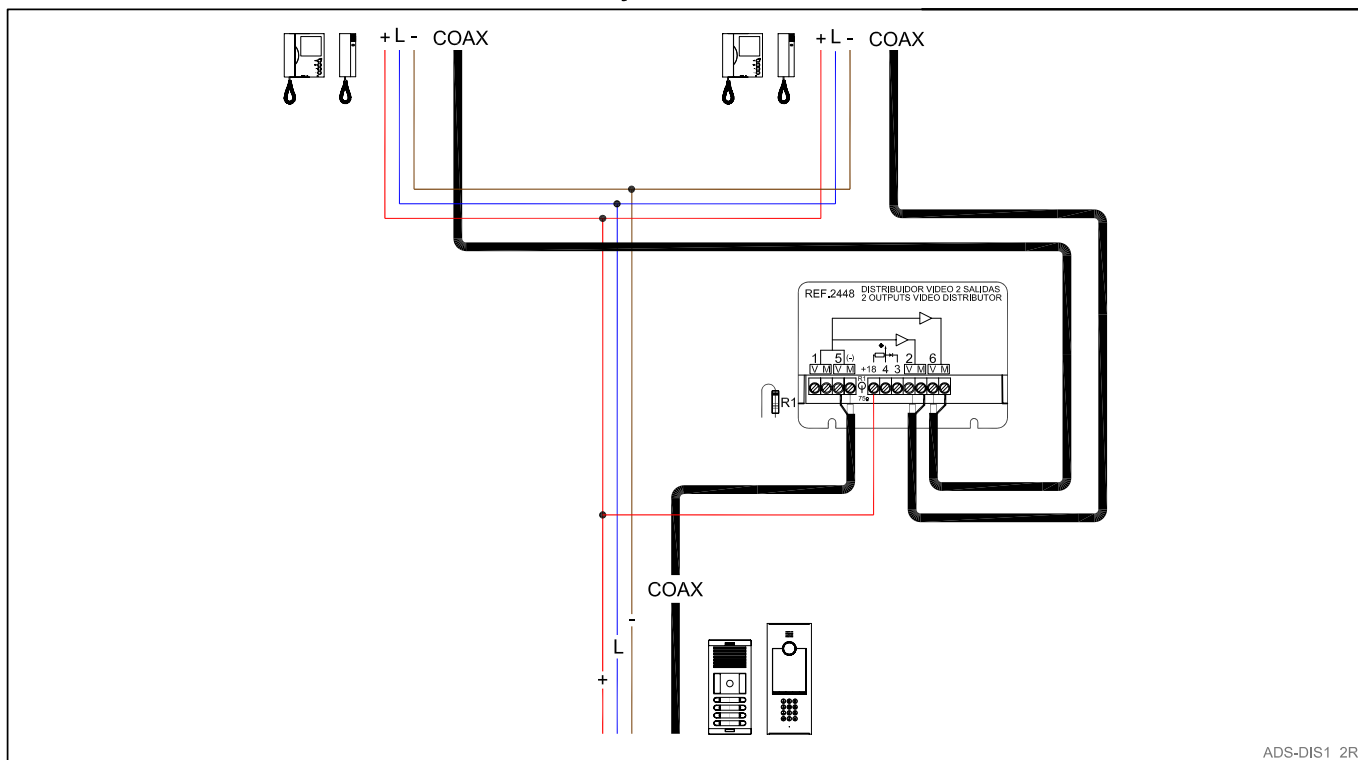 + L - COAX
+ L - COAX
REF.2448 DISTRIBUIDOR VIDEO 2 SALIDAS
2 OUTPUTS VIDEO DISTRIBUTOR
1 5 (-) 2 6
V M V M +18 4 3 V M V M
R1
R1
COAX
-
L
+
ADS-DIS1 2R